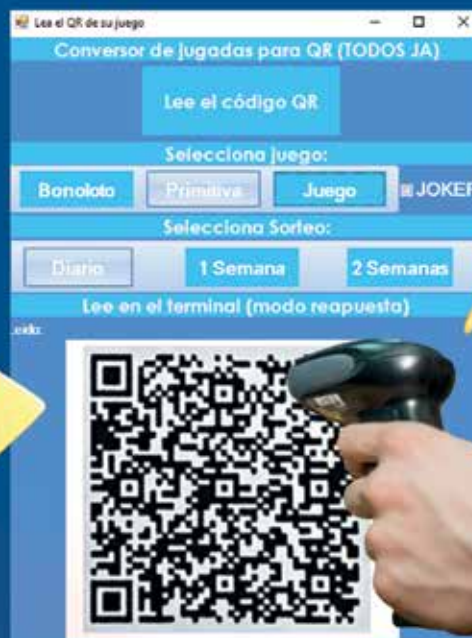 Lea el QR de su juego
Conversor de jugadas para QR (TODOS JA)
Lee el código QR
Selecciona juego:
Bonoloto Primitiva Juego JOKER
Selecciona Sorteo:
Diario 1 Semana 2 Semanas
Lee en el terminal (modo reapuesta)